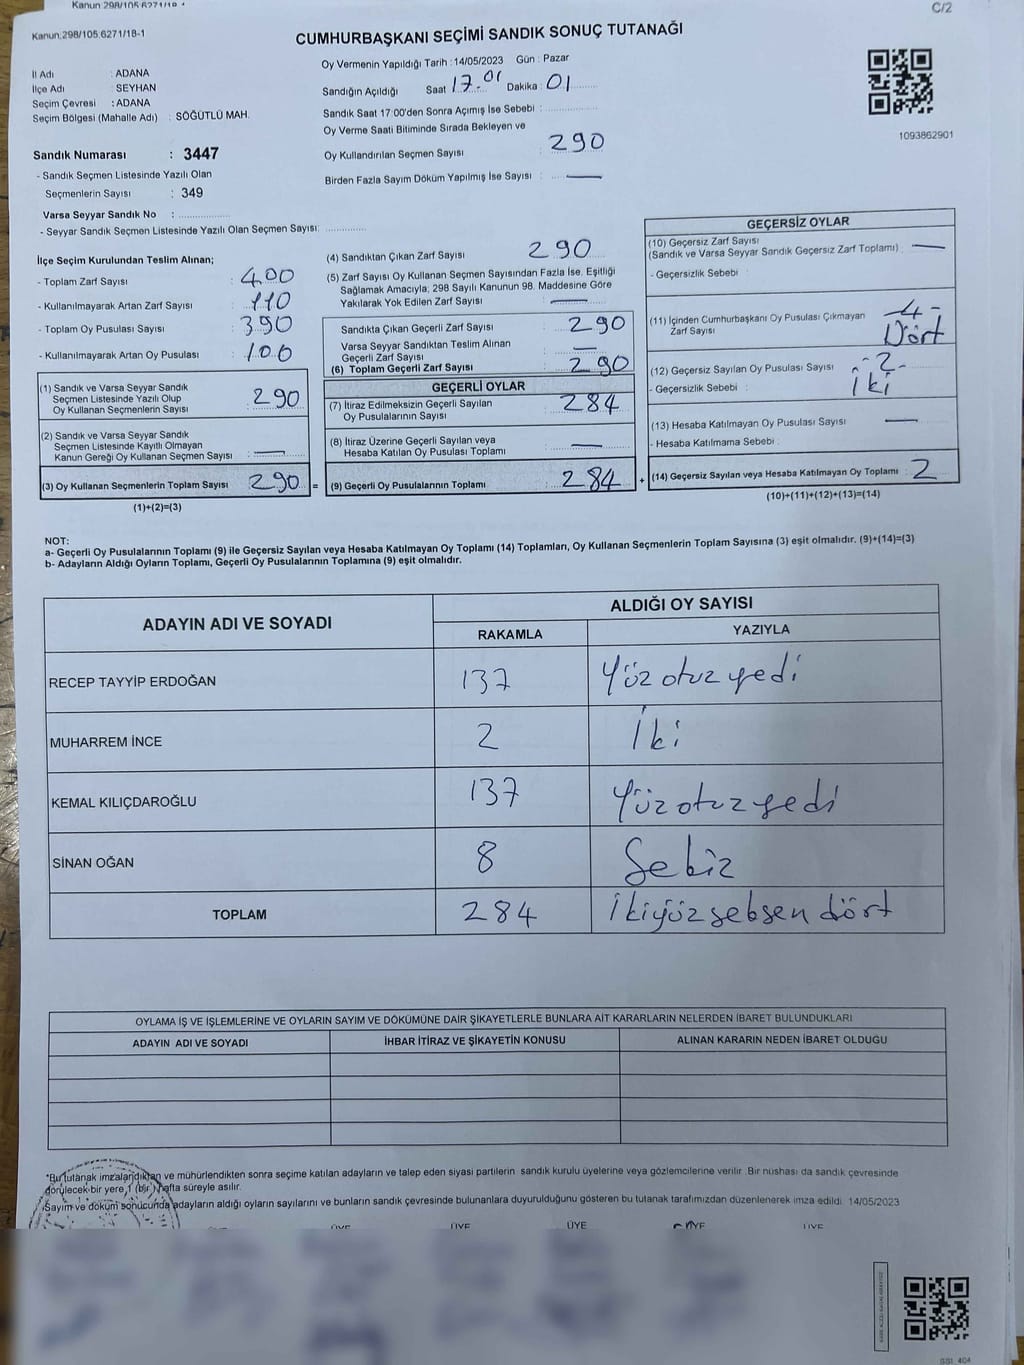 Kanun 298/105 6271/18-1
C/2
Kanun.298/105.6271/18-1
CUMHURBAŞKANI SEÇİMİ SANDIK SONUÇ TUTANAĞI
İl Adı : ADANA
İlçe Adı : SEYHAN
Seçim Çevresi : ADANA
Seçim Bölgesi (Mahalle Adı) : SÖĞÜTLÜ MAH.
Sandık Numarası : 3447
- Sandık Seçmen Listesinde Yazılı Olan
Seçmenlerin Sayısı : 349
Varsa Seyyar Sandık No :
- Seyyar Sandık Seçmen Listesinde Yazılı Olan Seçmen Sayısı:
Oy Vermenin Yapıldığı Tarih : 14/05/2023 Gün : Pazar
Sandığın Açıldığı Saat 17.01 Dakika : 01
Sandık Saat 17:00'den Sonra Açımış İse Sebebi :
Oy Verme Saati Bitiminde Sırada Bekleyen ve
Oy Kullandırılan Seçmen Sayısı : 290
Birden Fazla Sayım Döküm Yapılmış İse Sayısı : —
1093862901
İlçe Seçim Kurulundan Teslim Alınan;
- Toplam Zarf Sayısı : 400
- Kullanılmayarak Artan Zarf Sayısı : 110
- Toplam Oy Pusulası Sayısı : 390
- Kullanılmayarak Artan Oy Pusulası : 100
(1) Sandık ve Varsa Seyyar Sandık
Seçmen Listesinde Yazılı Olup
Oy Kullanan Seçmenlerin Sayısı : 290
(2) Sandık ve Varsa Seyyar Sandık
Seçmen Listesinde Kayıtlı Olmayan
Kanun Gereği Oy Kullanan Seçmen Sayısı : —
(3) Oy Kullanan Seçmenlerin Toplam Sayısı : 290 =
(1)+(2)=(3)
(4) Sandıktan Çıkan Zarf Sayısı : 290
(5) Zarf Sayısı Oy Kullanan Seçmen Sayısından Fazla İse, Eşitliği
Sağlamak Amacıyla; 298 Sayılı Kanunun 98. Maddesine Göre
Yakılarak Yok Edilen Zarf Sayısı : —
Sandıkta Çıkan Geçerli Zarf Sayısı : 290
Varsa Seyyar Sandıktan Teslim Alınan
Geçerli Zarf Sayısı : —
(6) Toplam Geçerli Zarf Sayısı : 290
GEÇERLİ OYLAR
(7) İtiraz Edilmeksizin Geçerli Sayılan
Oy Pusulalarının Sayısı : 284
(8) İtiraz Üzerine Geçerli Sayılan veya
Hesaba Katılan Oy Pusulası Toplamı : —
(9) Geçerli Oy Pusulalarının Toplamı : 284 +
GEÇERSİZ OYLAR
(10) Geçersiz Zarf Sayısı
(Sandık ve Varsa Seyyar Sandık Geçersiz Zarf Toplamı) : —
- Geçersizlik Sebebi :
(11) İçinden Cumhurbaşkanı Oy Pusulası Çıkmayan
Zarf Sayısı : -4-
Dört
(12) Geçersiz Sayılan Oy Pusulası Sayısı : -2-
- Geçersizlik Sebebi : iki
(13) Hesaba Katılmayan Oy Pusulası Sayısı : —
- Hesaba Katılmama Sebebi :
(14) Geçersiz Sayılan veya Hesaba Katılmayan Oy Toplamı : 2
(10)+(11)+(12)+(13)=(14)
NOT:
a- Geçerli Oy Pusulalarının Toplamı (9) ile Geçersiz Sayılan veya Hesaba Katılmayan Oy Toplamı (14) Toplamları, Oy Kullanan Seçmenlerin Toplam Sayısına (3) eşit olmalıdır. (9)+(14)=(3)
b- Adayların Aldığı Oyların Toplamı, Geçerli Oy Pusulalarının Toplamına (9) eşit olmalıdır.
ADAYIN ADI VE SOYADI
ALDIĞI OY SAYISI
RAKAMLA YAZIYLA
RECEP TAYYİP ERDOĞAN 137 Yüz otuz yedi
MUHARREM İNCE 2 İki
KEMAL KILIÇDAROĞLU 137 Yüz otuz yedi
SİNAN OĞAN 8 Sekiz
TOPLAM 284 İkiyüz seksen dört
OYLAMA İŞ VE İŞLEMLERİNE VE OYLARIN SAYIM VE DÖKÜMÜNE DAİR ŞİKAYETLERLE BUNLARA AİT KARARLARIN NELERDEN İBARET BULUNDUKLARI
ADAYIN ADI VE SOYADI İHBAR İTİRAZ VE ŞİKAYETİN KONUSU ALINAN KARARIN NEDEN İBARET OLDUĞU
*Bu tutanak imzalandıktan ve mühürlendikten sonra seçime katılan adayların ve talep eden siyasi partilerin sandık kurulu üyelerine veya gözlemcilerine verilir. Bir nüshası da sandık çevresinde
görülecek bir yere 1 (bir) hafta süreyle asılır.
Sayım ve döküm sonucunda adayların aldığı oyların sayılarını ve bunların sandık çevresinde bulunanlara duyurulduğunu gösteren bu tutanak tarafımızdan düzenlenerek imza edildi. 14/05/2023
ÜYE ÜYE ÜYE ÜYE ÜYE